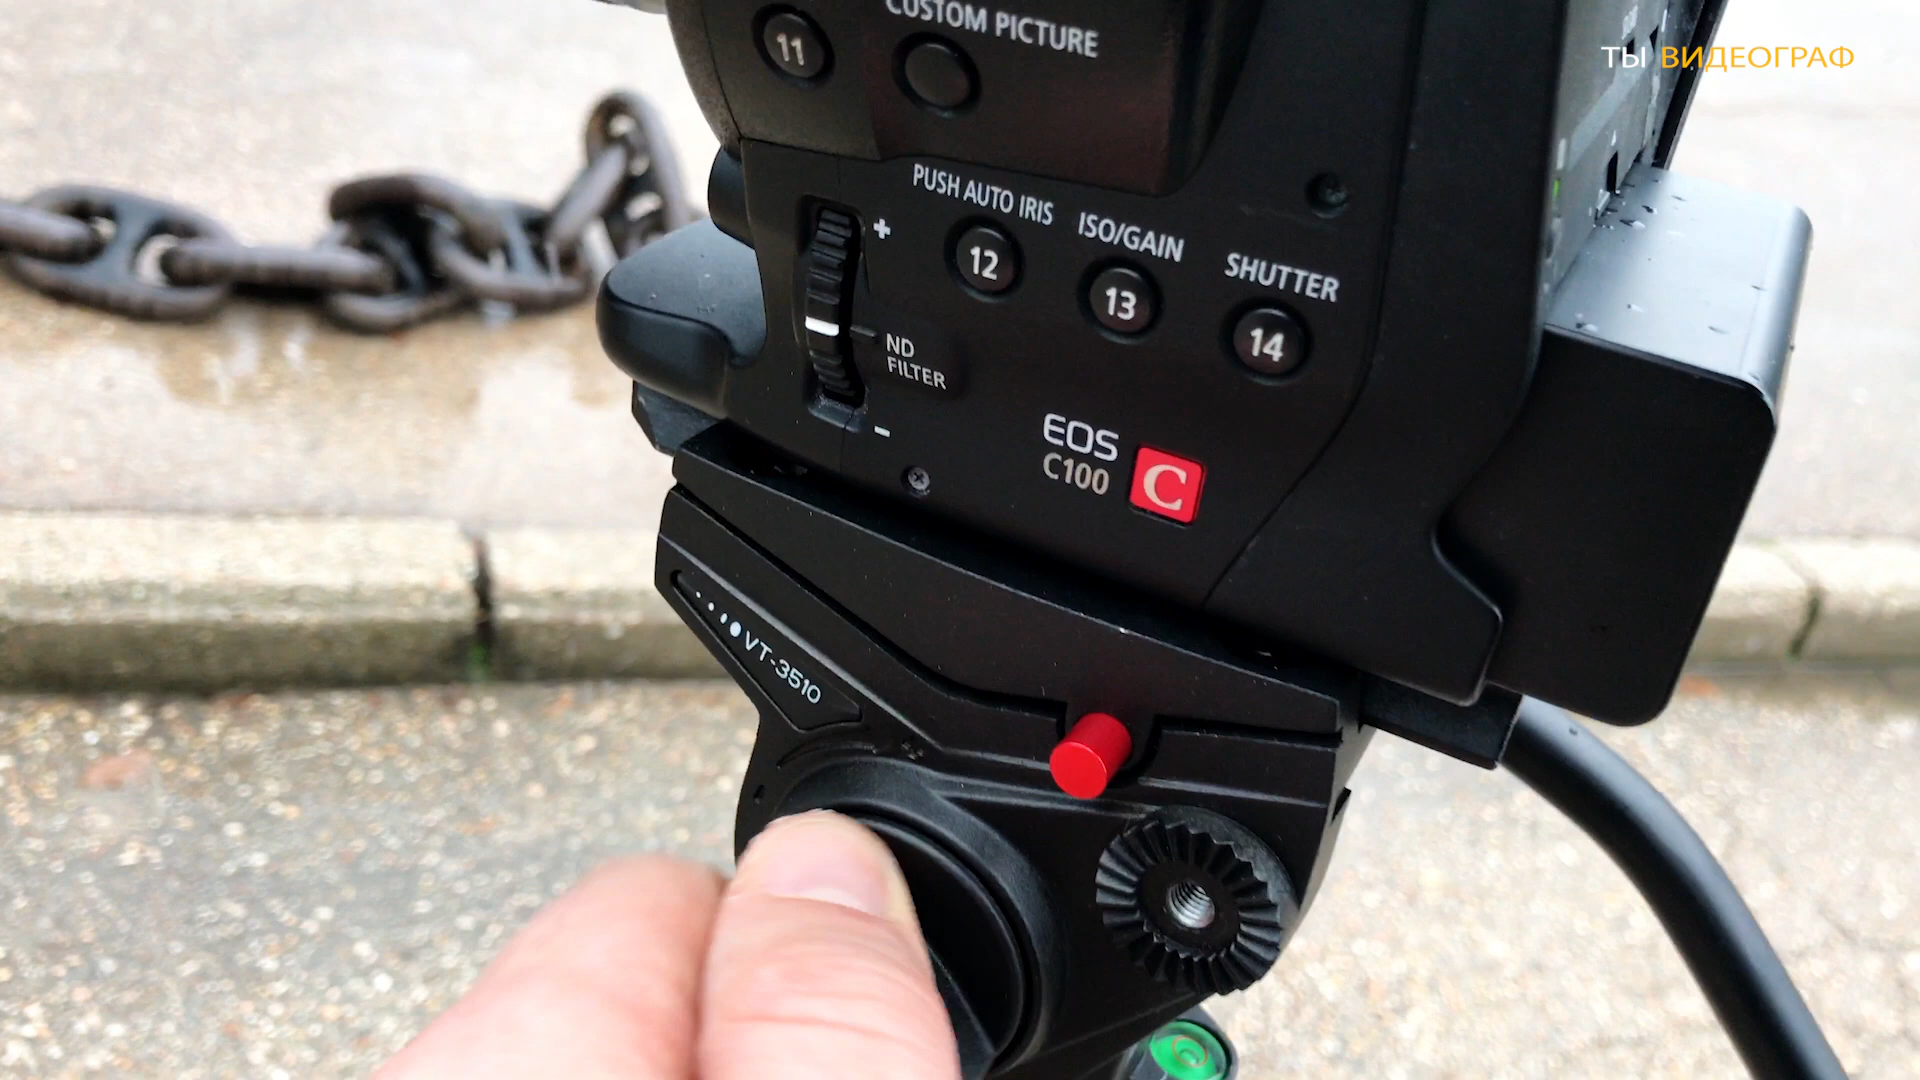 ТЫ ВИДЕОГРАФ
CUSTOM PICTURE
11
PUSH AUTO IRIS
ISO/GAIN
SHUTTER
+
12
13
14
ND
FILTER
-
EOS
C100
C
VT-3510